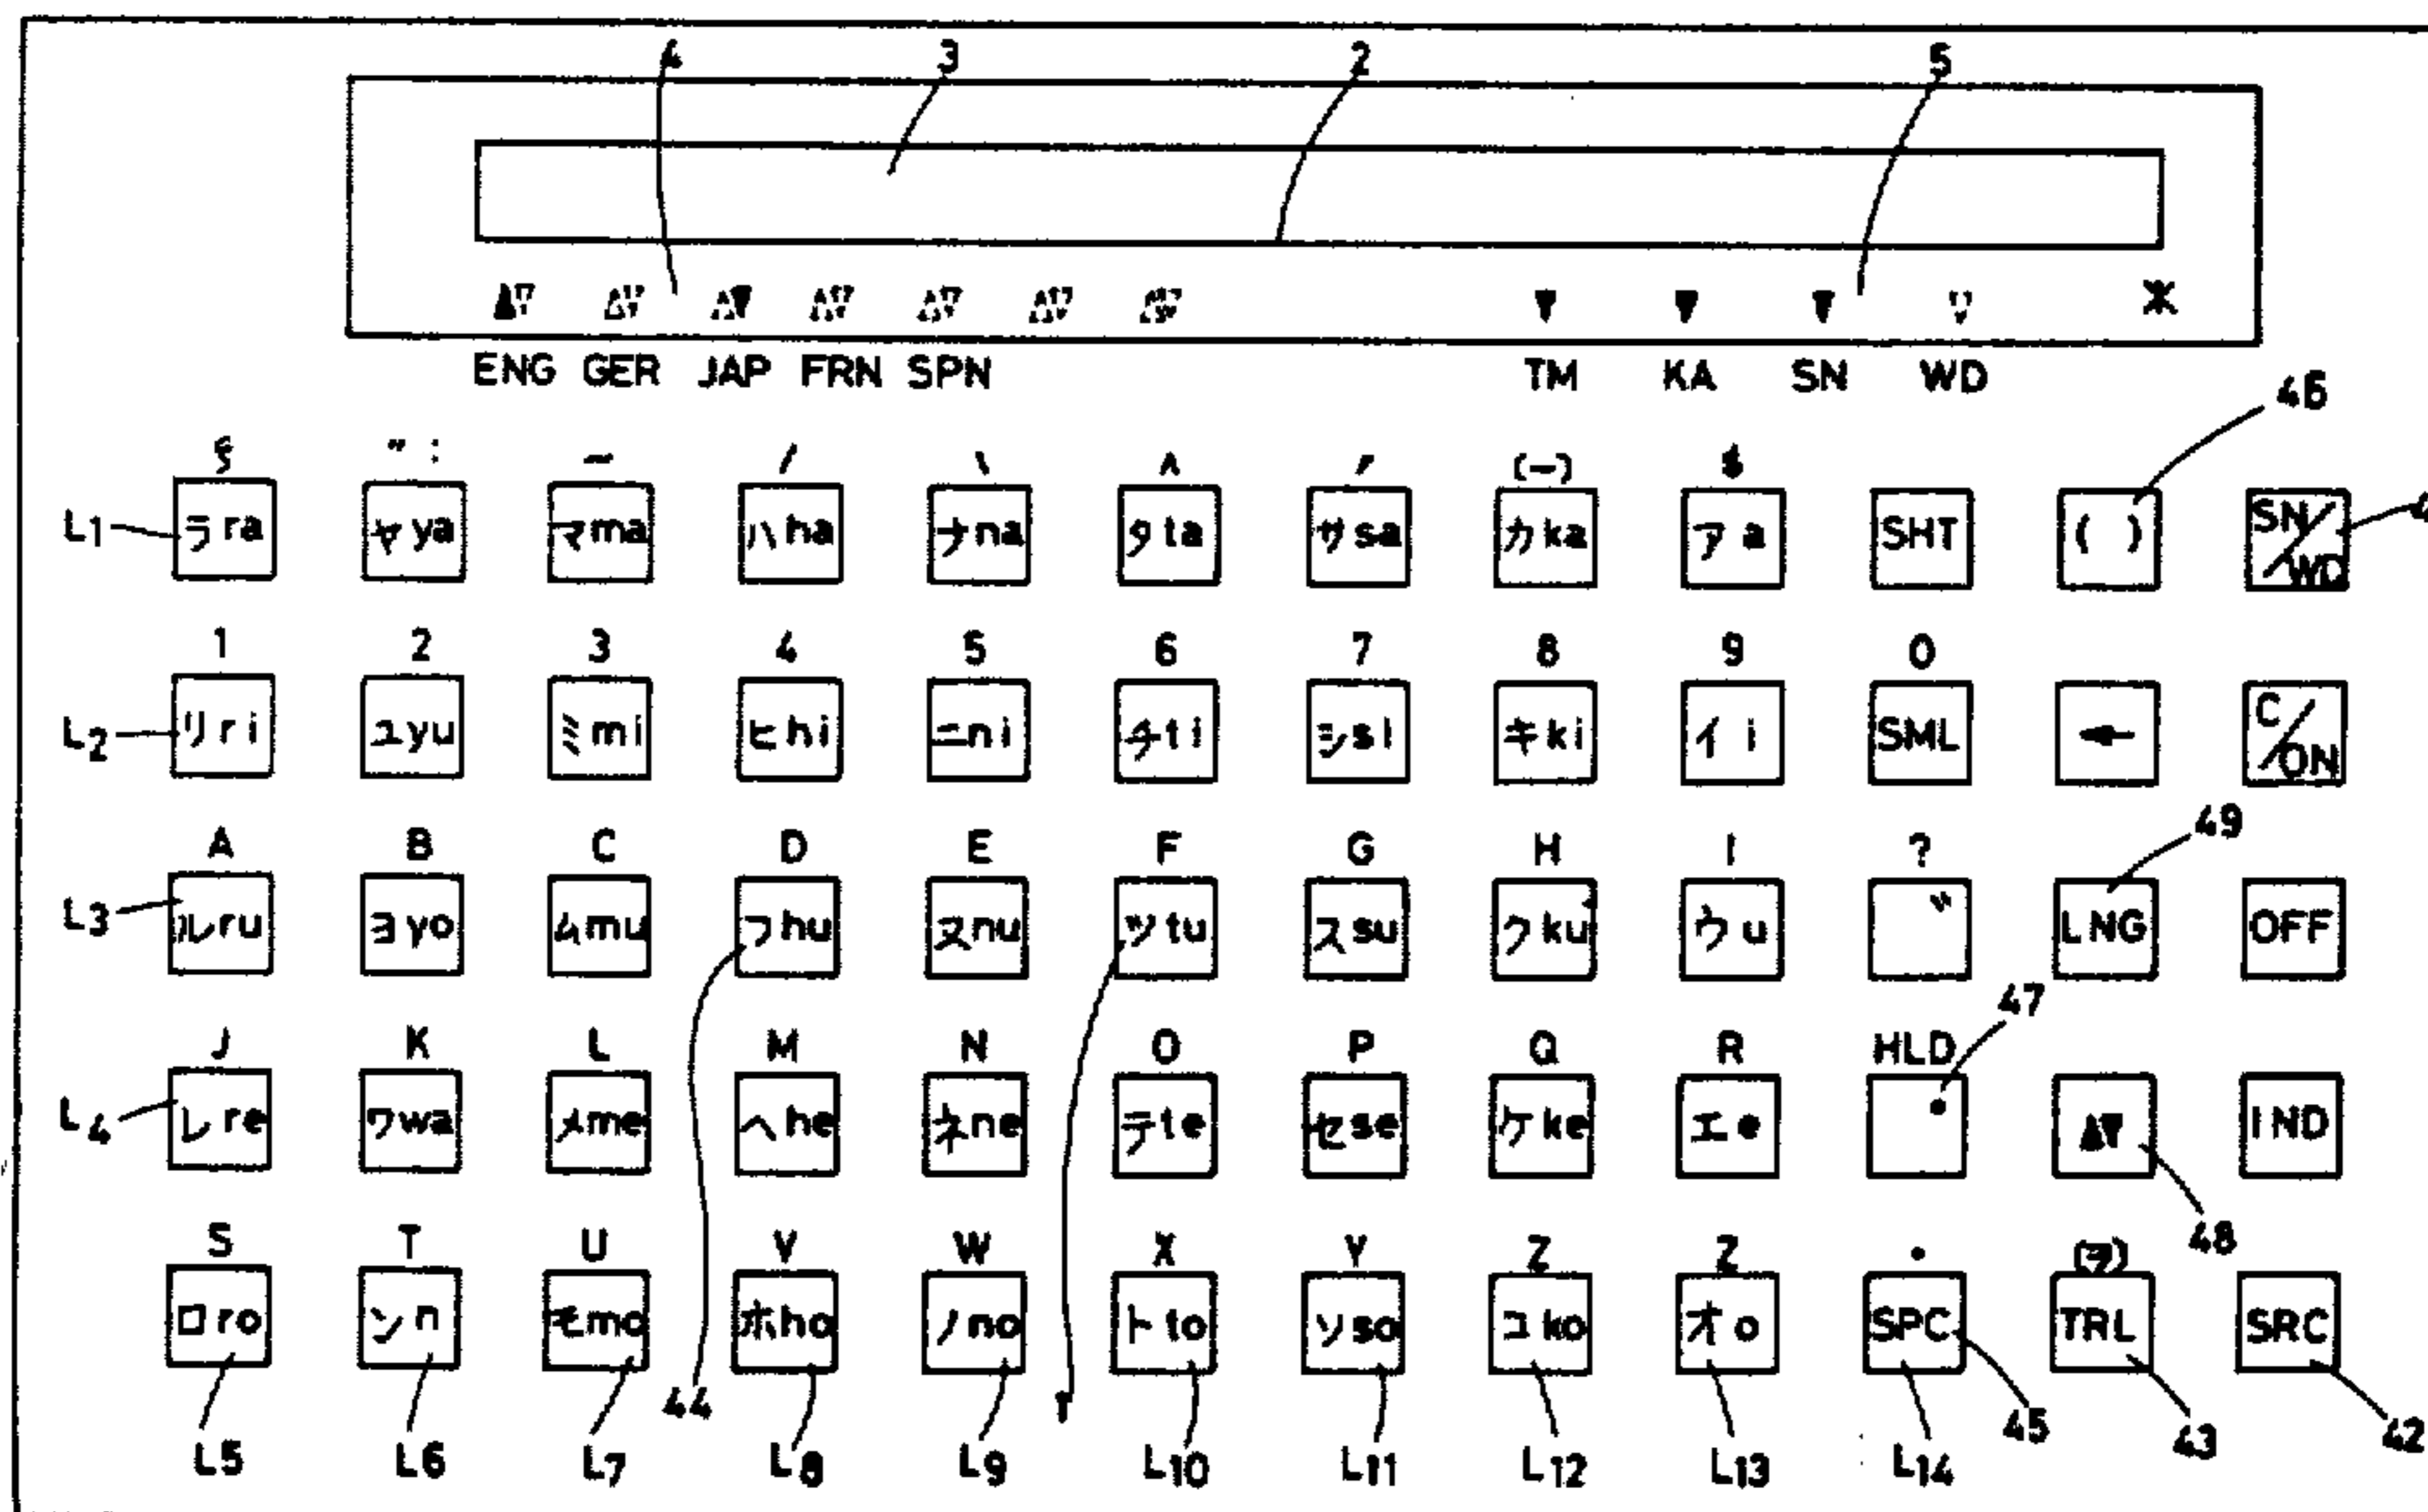 4 3 2 5
ENG GER JAP FRN SPN TM KA SN WD
46
§ " : - / \ ^ ′ (-) $
L1 ラra ヤya マma ハha ナna タta サsa カka アa SHT ( ) SN/WD
1 2 3 4 5 6 7 8 9 0
L2 リri ユyu ミmi ヒhi ニni チti シsi キki イi SML ← C/ON
A B C D E F G H I ? 49
L3 ルru ヨyo ムmu フhu ヌnu ツtu スsu クku ウu " LNG OFF
J K L M N O P Q R HLD 47
L4 レre ワwa メme ヘhe ネne テte セse ケke エe • ▲▼ IND
S T U V W X Y Z Z • (ヲ) 48
ロro ンn モmo ホho ノno トto ソso コko オo SPC TRL SRC
44 1 45 43 42
L5 L6 L7 L8 L9 L10 L11 L12 L13 L14